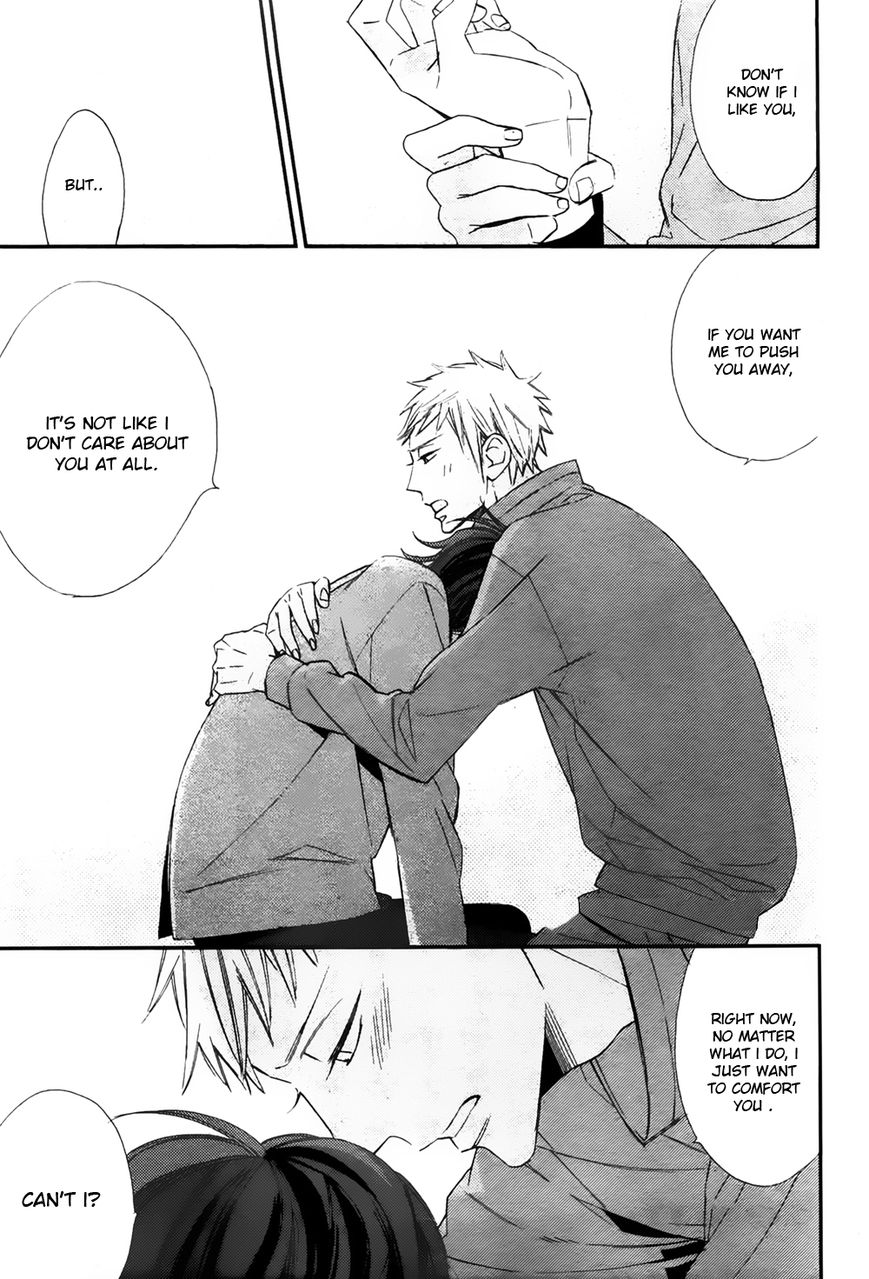 DON'T
KNOW IF I
LIKE YOU,
BUT..
IF YOU WANT
ME TO PUSH
YOU AWAY,
IT'S NOT LIKE I
DON'T CARE ABOUT
YOU AT ALL.
RIGHT NOW,
NO MATTER
WHAT I DO, I
JUST WANT
TO COMFORT
YOU .
CAN'T I?